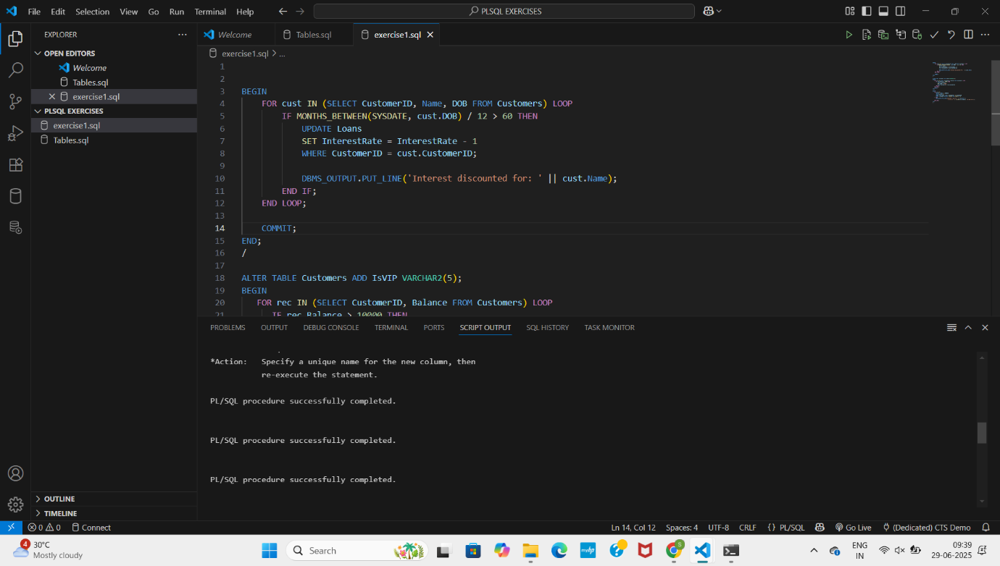 File Edit Selection View Go Run Terminal Help
PLSQL EXERCISES
EXPLORER
OPEN EDITORS
Welcome
Tables.sql
exercise1.sql
PLSQL EXERCISES
exercise1.sql
Tables.sql
OUTLINE
TIMELINE
Welcome Tables.sql exercise1.sql
exercise1.sql > ...
1
2
3 BEGIN
4 FOR cust IN (SELECT CustomerID, Name, DOB FROM Customers) LOOP
5 IF MONTHS_BETWEEN(SYSDATE, cust.DOB) / 12 > 60 THEN
6 UPDATE Loans
7 SET InterestRate = InterestRate - 1
8 WHERE CustomerID = cust.CustomerID;
9
10 DBMS_OUTPUT.PUT_LINE('Interest discounted for: ' || cust.Name);
11 END IF;
12 END LOOP;
13
14 COMMIT;
15 END;
16 /
17
18 ALTER TABLE Customers ADD IsVIP VARCHAR2(5);
19 BEGIN
20 FOR rec IN (SELECT CustomerID, Balance FROM Customers) LOOP
21 IF rec.Balance > 10000 THEN
PROBLEMS OUTPUT DEBUG CONSOLE TERMINAL PORTS SCRIPT OUTPUT SQL HISTORY TASK MONITOR
*Action: Specify a unique name for the new column, then
re-execute the statement.
PL/SQL procedure successfully completed.
PL/SQL procedure successfully completed.
PL/SQL procedure successfully completed.
0 0 Connect Ln 14, Col 12 Spaces: 4 UTF-8 CRLF {} PL/SQL Go Live (Dedicated) CTS Demo
4 30°C
Mostly cloudy
Search
myhp
S
ENG
IN
09:39
29-06-2025